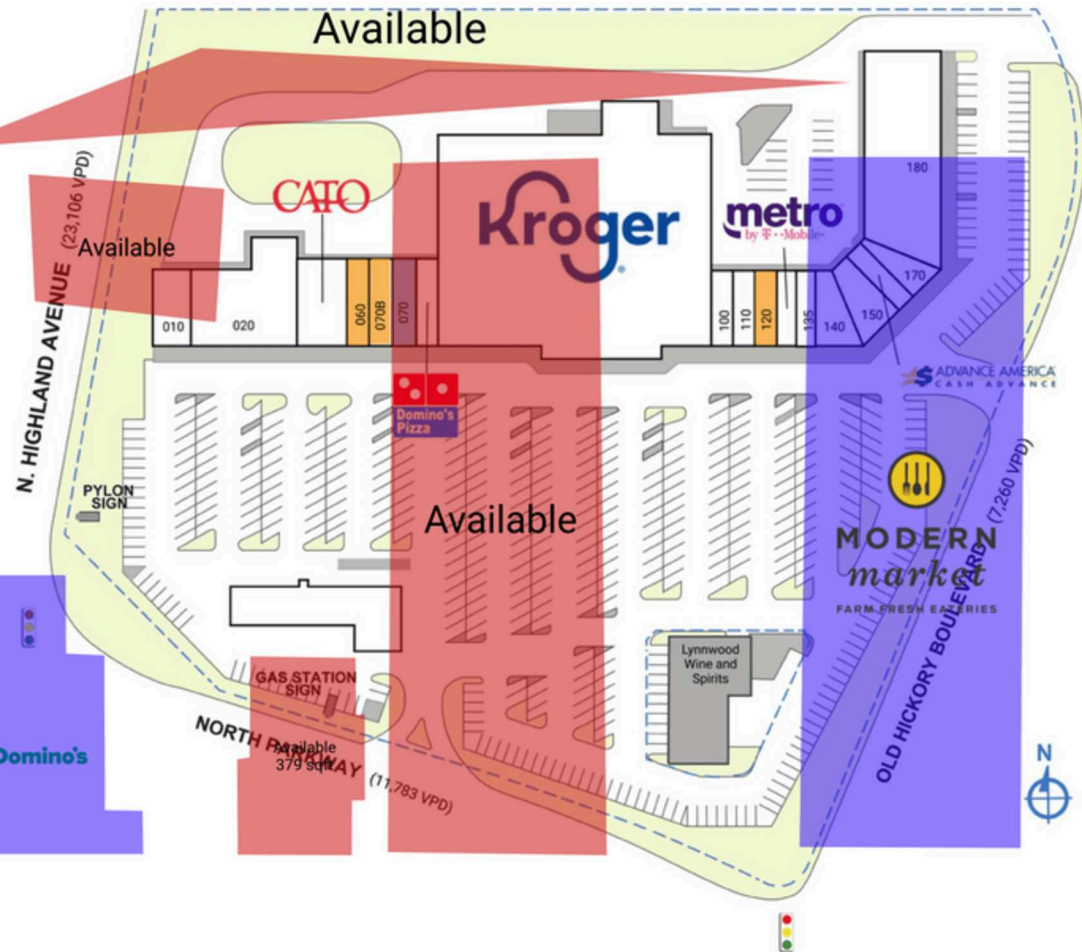 Available
(23,106 VPD)
N. HIGHLAND AVENUE
Available
CATO
Kroger
metro
by T-Mobile
180
170
150
140
135
120
110
100
070
070B
060
020
010
Domino's
Pizza
ADVANCE AMERICA
CASH ADVANCE
PYLON
SIGN
Available
MODERN
market
FARM FRESH EATERIES
OLD HICKORY BOULEVARD (7,260 VPD)
Lynnwood
Wine and
Spirits
GAS STATION
SIGN
NORTH PARKWAY (11,783 VPD)
Available
379 sqft
Domino's
N